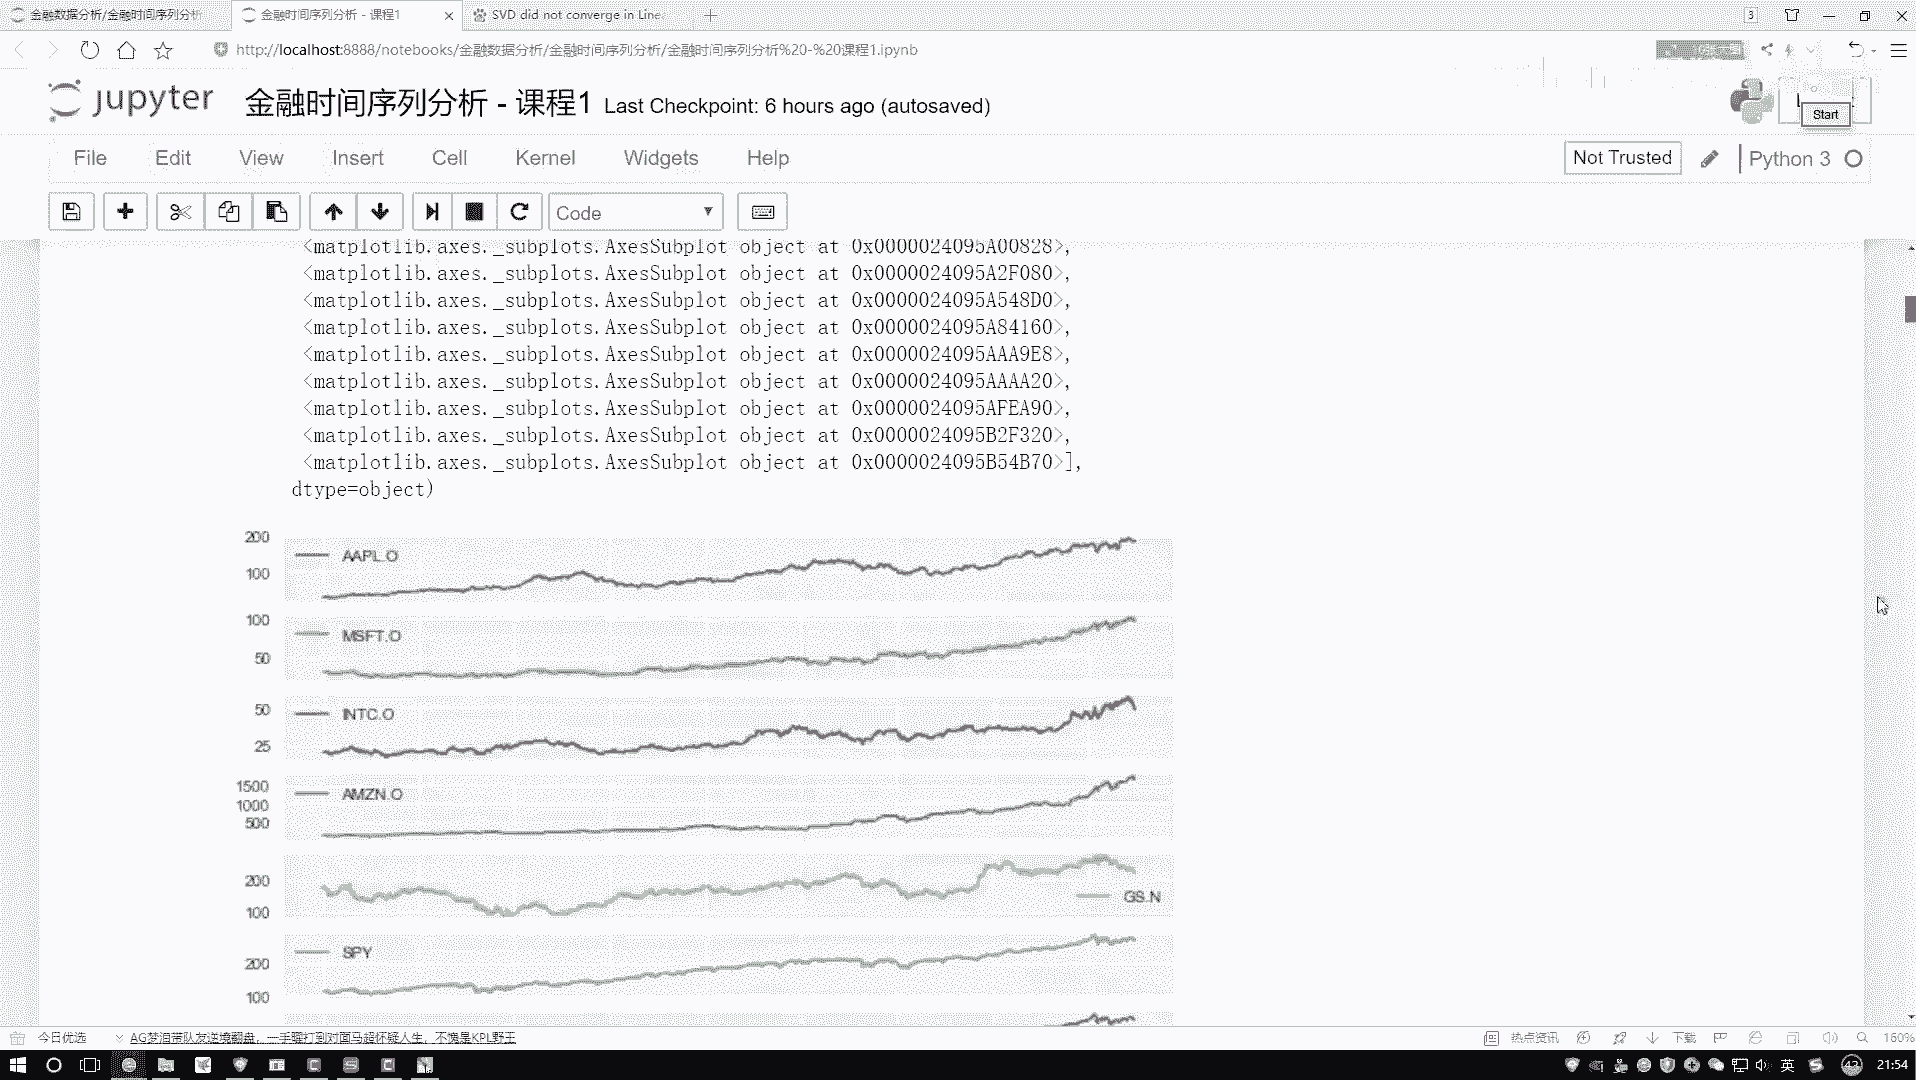 金融数据分析/金融时间序列分析
金融时间序列分析 - 课程1
SVD did not converge in Line
3
http://localhost:8888/notebooks/金融数据分析/金融时间序列分析/金融时间序列分析%20-%20课程1.ipynb
jupyter
金融时间序列分析 - 课程1
Last Checkpoint: 6 hours ago (autosaved)
Start
File
Edit
View
Insert
Cell
Kernel
Widgets
Help
Not Trusted
Python 3
Code
<matplotlib.axes._subplots.AxesSubplot object at 0x0000024095A00828>,
<matplotlib.axes._subplots.AxesSubplot object at 0x0000024095A2F080>,
<matplotlib.axes._subplots.AxesSubplot object at 0x0000024095A548D0>,
<matplotlib.axes._subplots.AxesSubplot object at 0x0000024095A84160>,
<matplotlib.axes._subplots.AxesSubplot object at 0x0000024095AAA9E8>,
<matplotlib.axes._subplots.AxesSubplot object at 0x0000024095AAAA20>,
<matplotlib.axes._subplots.AxesSubplot object at 0x0000024095AFEA90>,
<matplotlib.axes._subplots.AxesSubplot object at 0x0000024095B2F320>,
<matplotlib.axes._subplots.AxesSubplot object at 0x0000024095B54B70>],
dtype=object)
200
AAPL.O
100
100
MSFT.O
50
50
INTC.O
25
1500
AMZN.O
1000
500
200
GS.N
100
SPY
200
100
今日优选
AG梦泪带队友逆境翻盘，一手曜打到对面马超怀疑人生，不愧是KPL野王
热点资讯
下载
160%
英
43
21:54